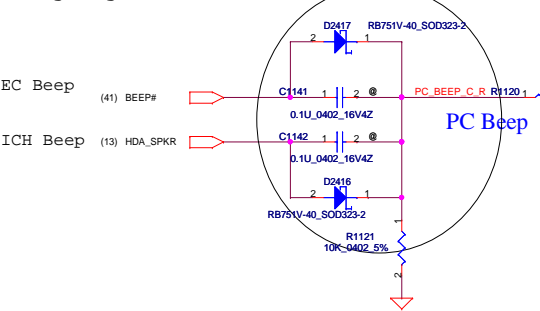 D2417 RB751V-40_SOD323-2
2 1
EC Beep (41) BEEP# C1141 1 2 @ PC_BEEP_C_R R1120 1
0.1U_0402_16V4Z PC Beep
ICH Beep (13) HDA_SPKR C1142 1 2 @
0.1U_0402_16V4Z
D2416
2 1
RB751V-40_SOD323-2
1
R1121
10K_0402_5%
2